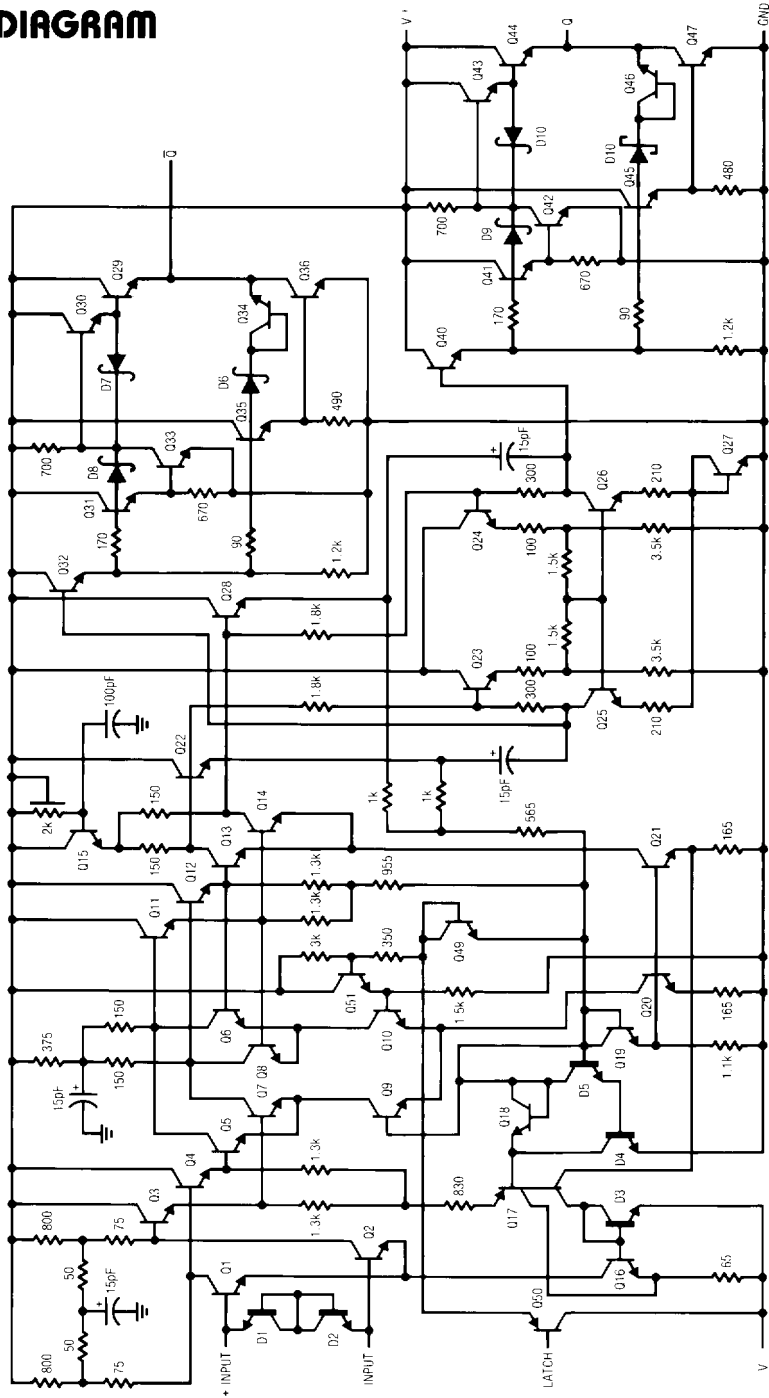 DIAGRAM
800
800
50
50
15pF
+
75
75
Q3
Q4
375
15pF
+
150
150
Q11
Q12
Q15
2k
100pF
150
150
Q22
Q5
Q7
Q8
Q6
Q13
Q14
1.3k
1.3k
3k
1.3k
1.3k
Q51
350
955
Q1
Q2
+ INPUT
D1
D2
INPUT
Q9
Q10
1.5k
Q49
830
Q50
LATCH
Q17
Q18
D5
D4
D3
Q16
65
V
Q19
Q20
Q21
1.1k
165
165
565
1k
1k
15pF
+
1.8k
1.8k
Q28
Q23
Q24
300
100
100
300
15pF
+
1.5k
1.5k
3.5k
3.5k
Q25
Q26
210
210
Q27
Q32
170
Q31
D8
700
Q33
670
90
1.2k
D7
Q30
Q29
Q35
D6
Q34
Q36
490
Q
V+
Q40
170
Q41
D9
700
Q42
670
90
1.2k
D10
Q43
Q44
Q
Q45
D10
Q46
Q47
480
GND